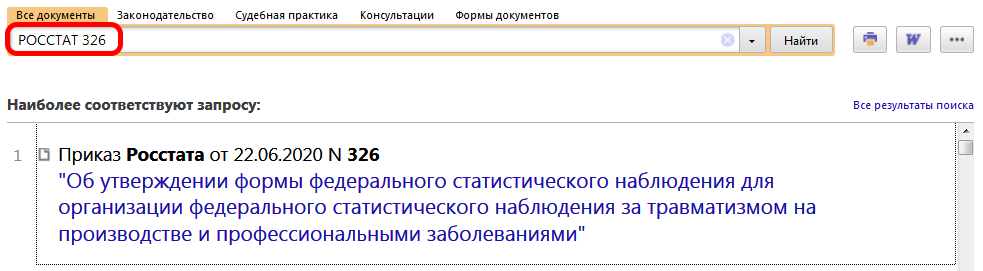 Все документы Законодательство Судебная практика Консультации Формы документов
РОССТАТ 326 Найти W
Наиболее соответствуют запросу: Все результаты поиска
1 Приказ Росстата от 22.06.2020 N 326
"Об утверждении формы федерального статистического наблюдения для
организации федерального статистического наблюдения за травматизмом на
производстве и профессиональными заболеваниями"